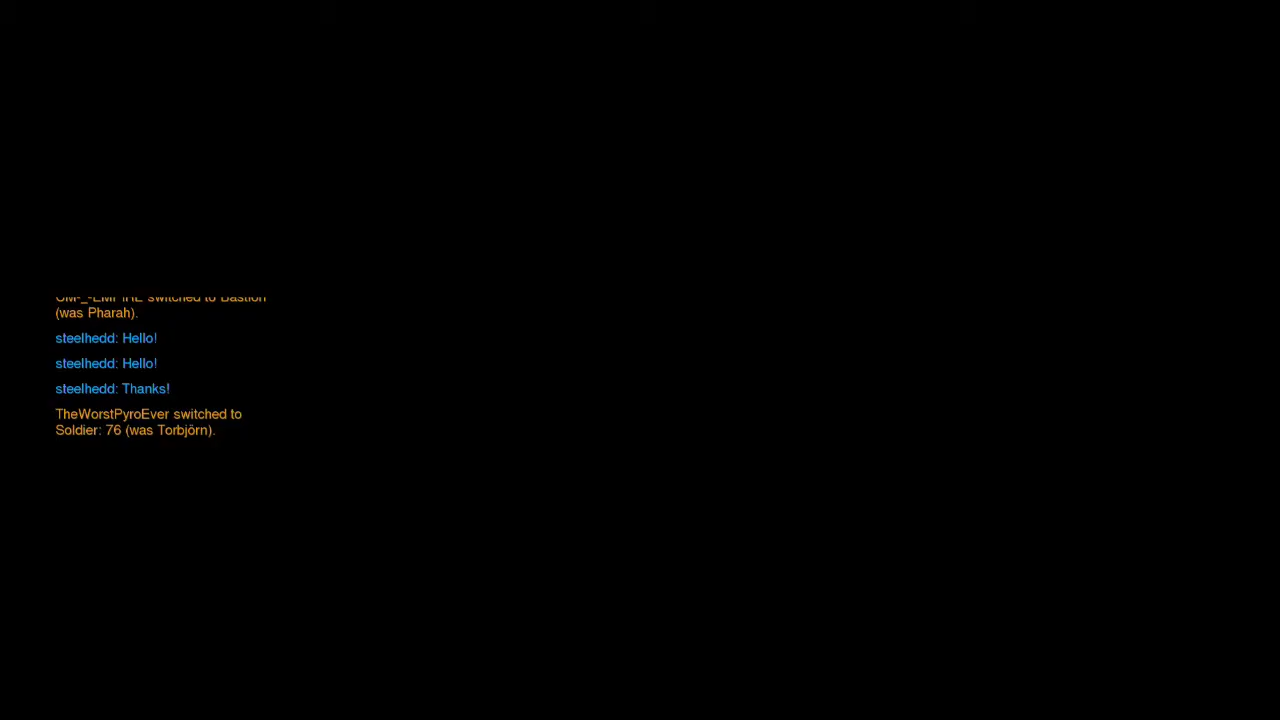 switched to Bastion
(was Pharah).
steelhedd: Hello!
steelhedd: Hello!
steelhedd: Thanks!
TheWorstPyroEver switched to
Soldier: 76 (was Torbjörn).